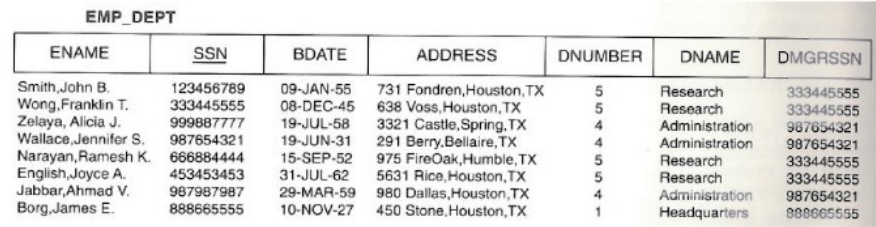 EMP_DEPT
ENAME SSN BDATE ADDRESS DNUMBER DNAME DMGRSSN
Smith,John B. 123456789 09-JAN-55 731 Fondren,Houston,TX 5 Research 333445555
Wong,Franklin T. 333445555 08-DEC-45 638 Voss,Houston,TX 5 Research 333445555
Zelaya, Alicia J. 999887777 19-JUL-58 3321 Castle,Spring,TX 4 Administration 987654321
Wallace,Jennifer S. 987654321 19-JUN-31 291 Berry,Bellaire,TX 4 Administration 987654321
Narayan,Ramesh K. 666884444 15-SEP-52 975 FireOak,Humble,TX 5 Research 333445555
English,Joyce A. 453453453 31-JUL-62 5631 Rice,Houston,TX 5 Research 333445555
Jabbar,Ahmad V. 987987987 29-MAR-59 980 Dallas,Houston,TX 4 Administration 987654321
Borg,James E. 888665555 10-NOV-27 450 Stone,Houston,TX 1 Headquarters 888665555